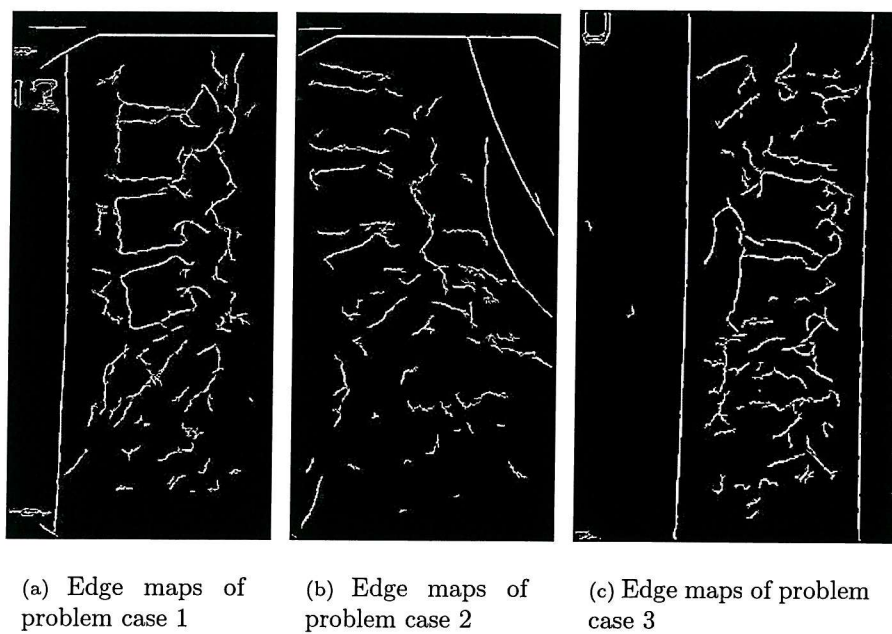 (a) Edge maps of
problem case 1
(b) Edge maps of
problem case 2
(c) Edge maps of problem
case 3